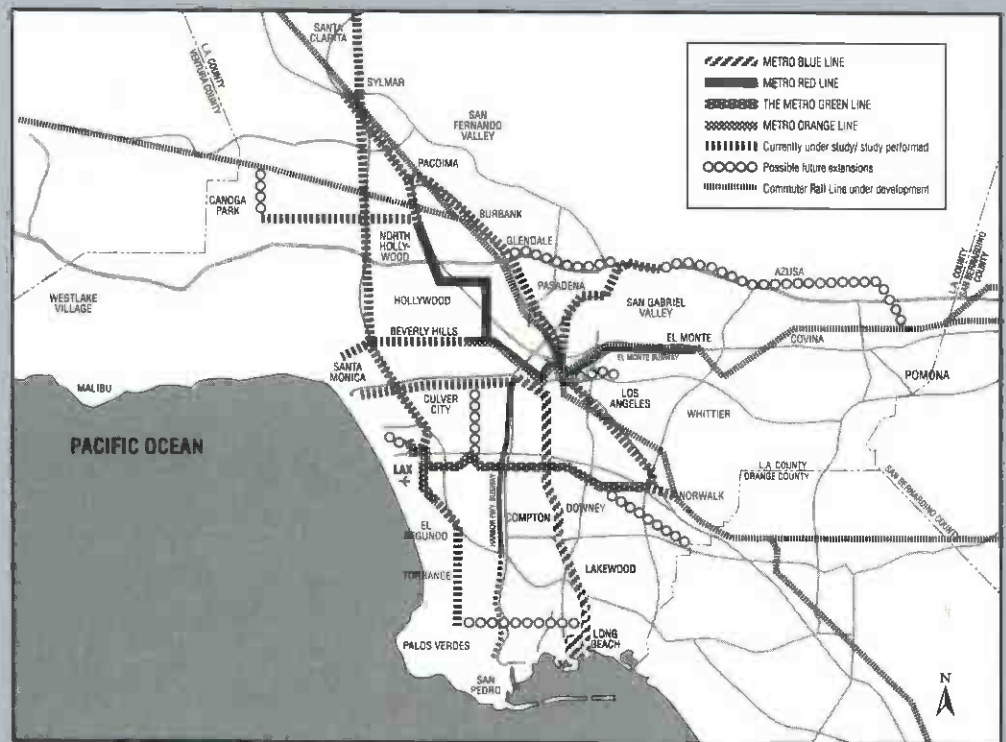 SANTA
CLARITA
L.A. COUNTY
VENTURA COUNTY
SYLMAR
SAN
FERNANDO
VALLEY
PACOIMA
CANOGA
PARK
BURBANK
NORTH
HOLLY-
WOOD
GLENDALE
WESTLAKE
VILLAGE
HOLLYWOOD
PASADENA
SAN GABRIEL
VALLEY
AZUSA
L.A. COUNTY
SAN BERNARDINO
COUNTY
BEVERLY HILLS
EL MONTE
EL MONTE BUSWAY
COVINA
POMONA
SANTA
MONICA
MALIBU
CULVER
CITY
LOS
ANGELES
WHITTIER
PACIFIC OCEAN
LAX
L.A. COUNTY
ORANGE COUNTY
SAN BERNARDINO COUNTY
NORWALK
HARBOR FWY BUSWAY
COMPTON
DOWNEY
EL
SEGUNDO
LAKEWOOD
TORRANCE
PALOS VERDES
LONG
BEACH
SAN
PEDRO
N
METRO BLUE LINE
METRO RED LINE
THE METRO GREEN LINE
METRO ORANGE LINE
Currently under study/ study performed
Possible future extensions
Commuter Rail Line under development